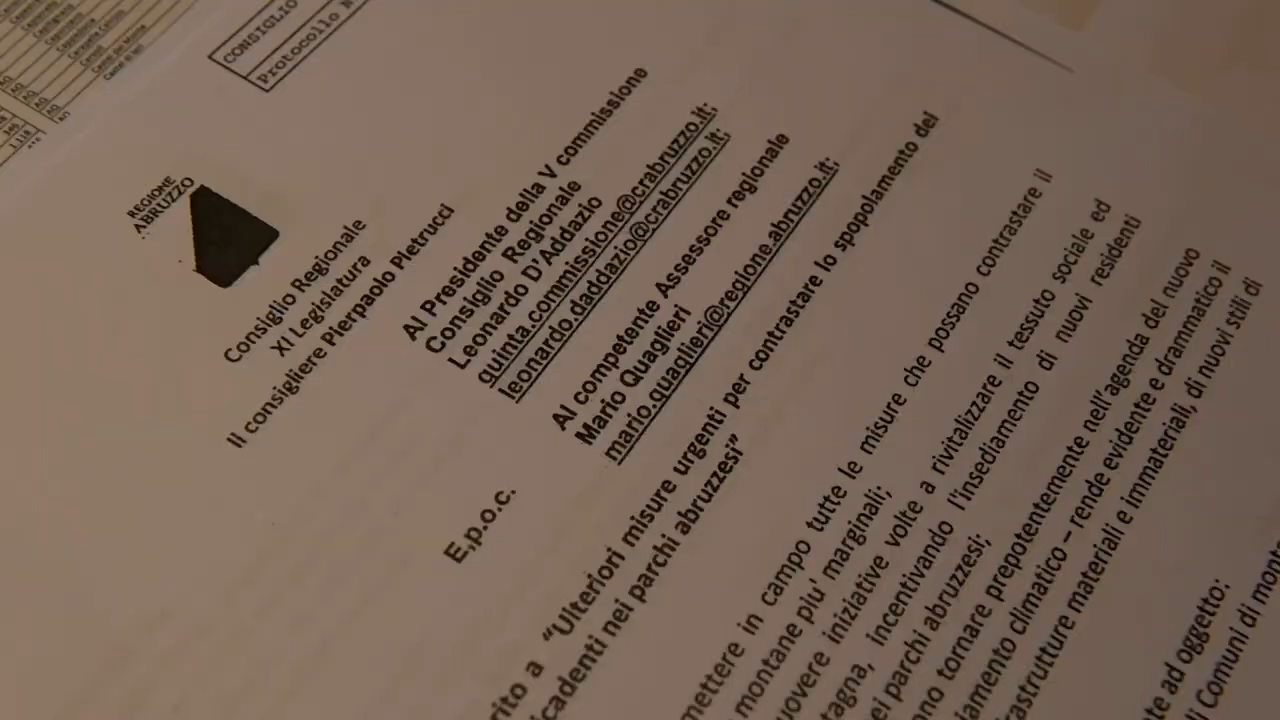 CONSIGLIO
Protocollo N
REGIONE
ABRUZZO
Consiglio Regionale
XI Legislatura
Il consigliere Pierpaolo Pietrucci
Al Presidente della V commissione
Consiglio Regionale
Leonardo D'Addazio
quinta.commissione@crabruzzo.it;
leonardo.daddazio@crabruzzo.it;
Al competente Assessore regionale
Mario Quaglieri
mario.quaglieri@regione.abruzzo.it;
E,p.o.c.
rito a "Ulteriori misure urgenti per contrastare lo spopolamento dei
icadenti nei parchi abruzzesi"
mettere in campo tutte le misure che possano contrastare il
montane piu' marginali;
uovere iniziative volte a rivitalizzare il tessuto sociale ed
tagna, incentivando l'insediamento di nuovi residenti
ei parchi abruzzesi;
nno tornare prepotentemente nell'agenda del nuovo
iamento climatico – rende evidente e drammatico il
rastrutture materiali e immateriali, di nuovi stili di
te ad oggetto:
i Comuni di mont